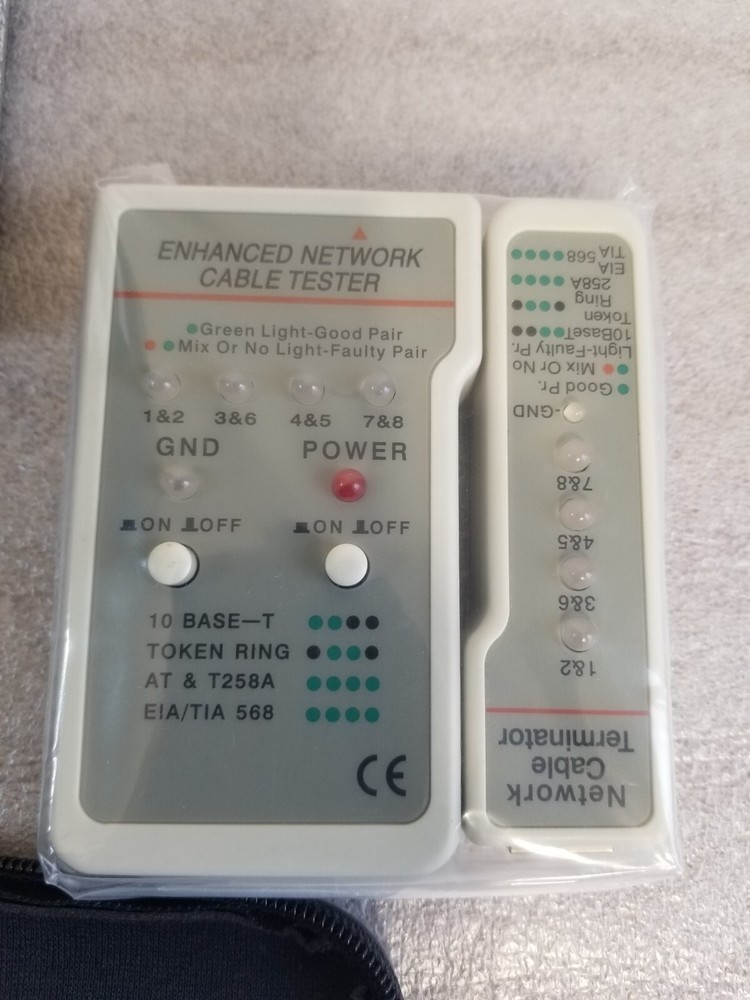 ENHANCED NETWORK
CABLE TESTER
Green Light-Good Pair
Mix Or No Light-Faulty Pair
1&2 3&6 4&5 7&8
GND POWER
ON OFF ON OFF
10 BASE—T
TOKEN RING
AT & T258A
EIA/TIA 568
CE
Network
Cable
Terminator
1&2
3&6
4&5
7&8
-GND
Good Pr.
Mix Or No
Light-Faulty Pr.
10BaseT
Token
Ring
258A
EIA
TIA 568